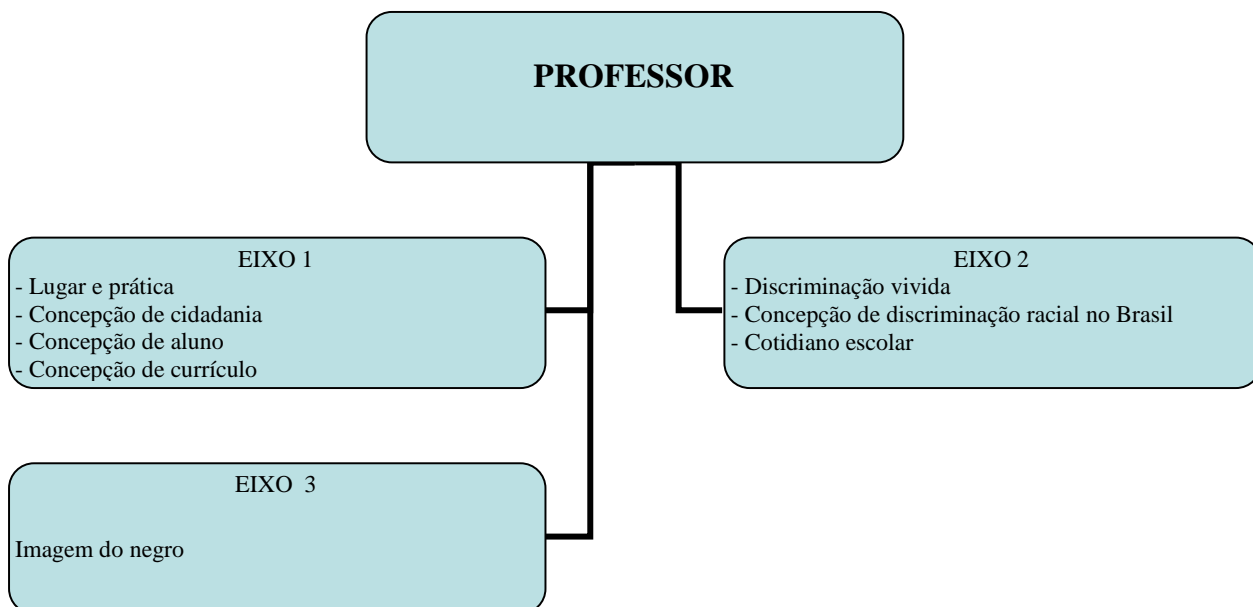 PROFESSOR
EIXO 1
- Lugar e prática
- Concepção de cidadania
- Concepção de aluno
- Concepção de currículo
EIXO 2
- Discriminação vivida
- Concepção de discriminação racial no Brasil
- Cotidiano escolar
EIXO 3
Imagem do negro